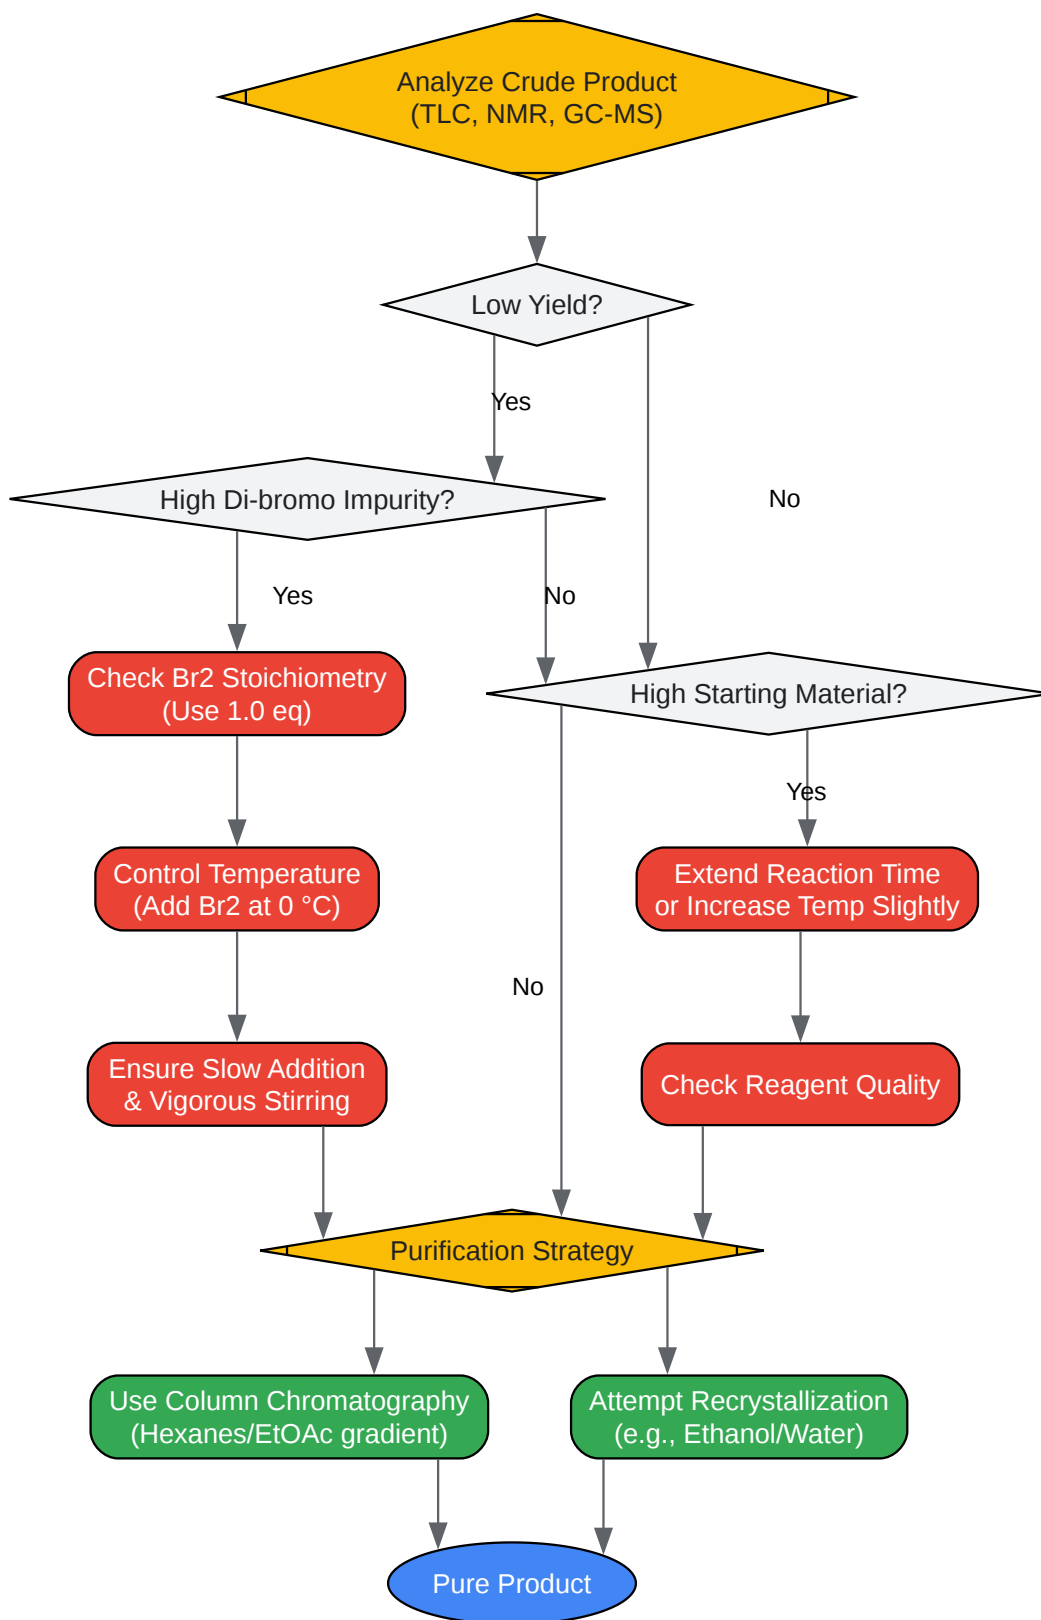 Analyze Crude Product
(TLC, NMR, GC-MS)
Low Yield?
Yes
High Di-bromo Impurity?
No
Yes
No
Check Br2 Stoichiometry
(Use 1.0 eq)
High Starting Material?
Yes
Control Temperature
(Add Br2 at 0 °C)
Extend Reaction Time
or Increase Temp Slightly
No
Ensure Slow Addition
& Vigorous Stirring
Check Reagent Quality
Purification Strategy
Use Column Chromatography
(Hexanes/EtOAc gradient)
Attempt Recrystallization
(e.g., Ethanol/Water)
Pure Product